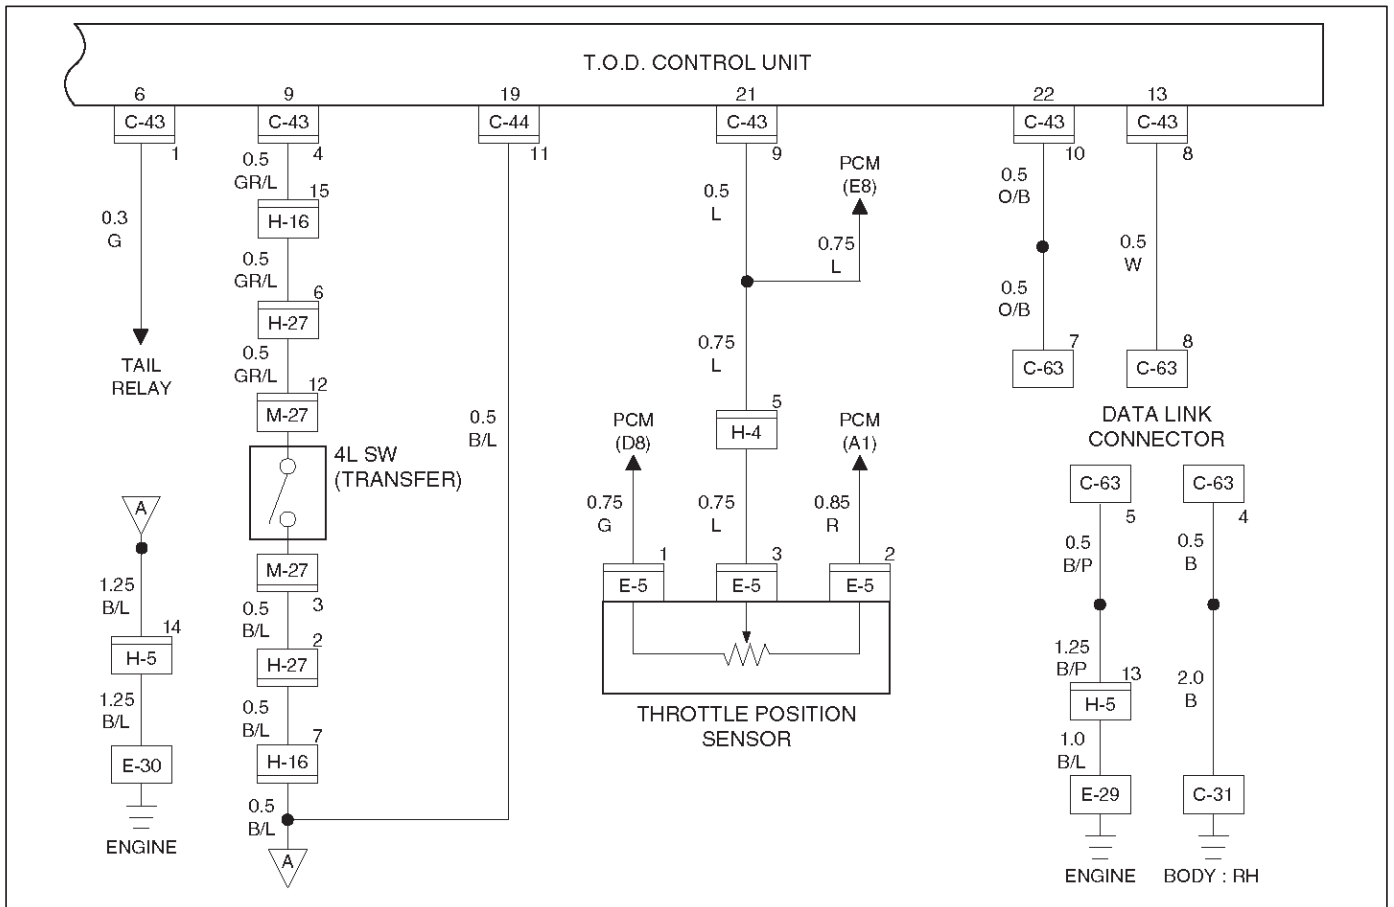 T.O.D. CONTROL UNIT
6 9 19 21 22 13
C-43 C-43 C-44 C-43 C-43 C-43
1 4 11 9 10 8
0.3
G
TAIL
RELAY
0.5
GR/L
15
H-16
0.5
GR/L
6
H-27
0.5
GR/L
12
M-27
4L SW
(TRANSFER)
M-27
3
0.5
B/L
2
H-27
0.5
B/L
7
H-16
0.5
B/L
A
0.5
B/L
A
1.25
B/L
14
H-5
1.25
B/L
E-30
ENGINE
0.5
L
PCM
(E8)
0.75
L
0.75
L
5
H-4
PCM
(D8)
PCM
(A1)
0.75
G
0.75
L
0.85
R
1 3 2
E-5 E-5 E-5
THROTTLE POSITION
SENSOR
0.5
O/B
0.5
O/B
7
C-63
0.5
W
8
C-63
DATA LINK
CONNECTOR
C-63
5
0.5
B/P
1.25
B/P
13
H-5
1.0
B/L
E-29
ENGINE
C-63
4
0.5
B
2.0
B
C-31
BODY : RH